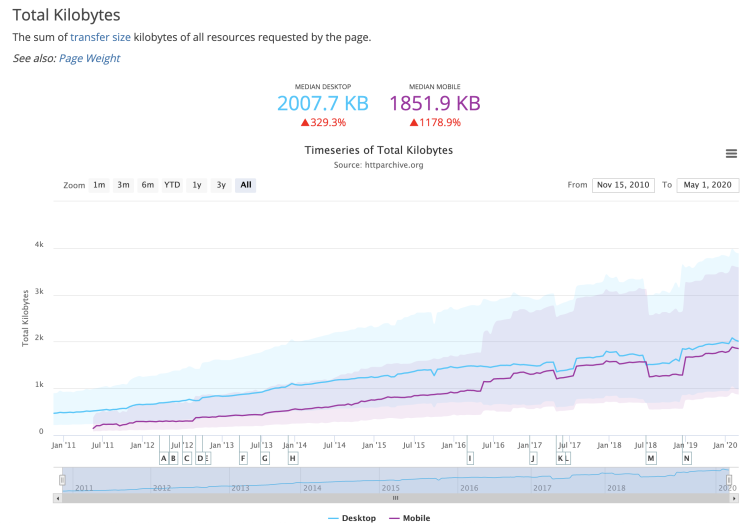 Total Kilobytes
The sum of transfer size kilobytes of all resources requested by the page.
See also: Page Weight
MEDIAN DESKTOP MEDIAN MOBILE
2007.7 KB 1851.9 KB
▲329.3% ▲1178.9%
Timeseries of Total Kilobytes
Source: httparchive.org
Zoom 1m 3m 6m YTD 1y 3y All From Nov 15, 2010 To May 1, 2020
Total Kilobytes
4k
3k
2k
1k
0
Jan '11 Jul '11 Jan '12 Jul '12 Jan '13 Jul '13 Jan '14 Jul '14 Jan '15 Jul '15 Jan '16 Jul '16 Jan '17 Jul '17 Jan '18 Jul '18 Jan '19 Jul '19 Jan '20
A B C D E F G H I J K L M N
2011 2012 2013 2014 2015 2016 2017 2018 2019 2020
Desktop Mobile